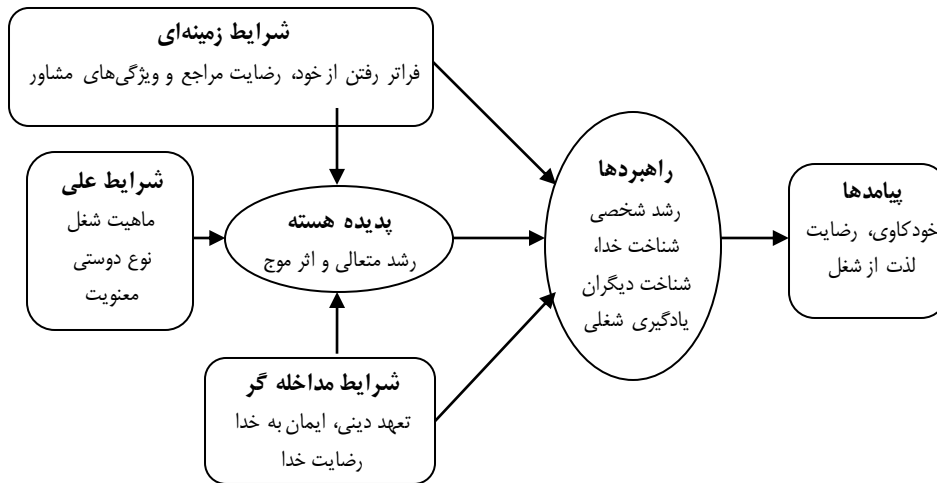 شرایط زمینه‌ای
فراتر رفتن از خود، رضایت مراجع و ویژگی‌های مشاور
شرایط علی
ماهیت شغل
نوع دوستی
معنویت
پدیده هسته
رشد متعالی و اثر موج
شرایط مداخله گر
تعهد دینی، ایمان به خدا
رضایت خدا
راهبردها
رشد شخصی
شناخت خدا،
شناخت دیگران
یادگیری شغلی
پیامدها
خودکاوی، رضایت
لذت از شغل